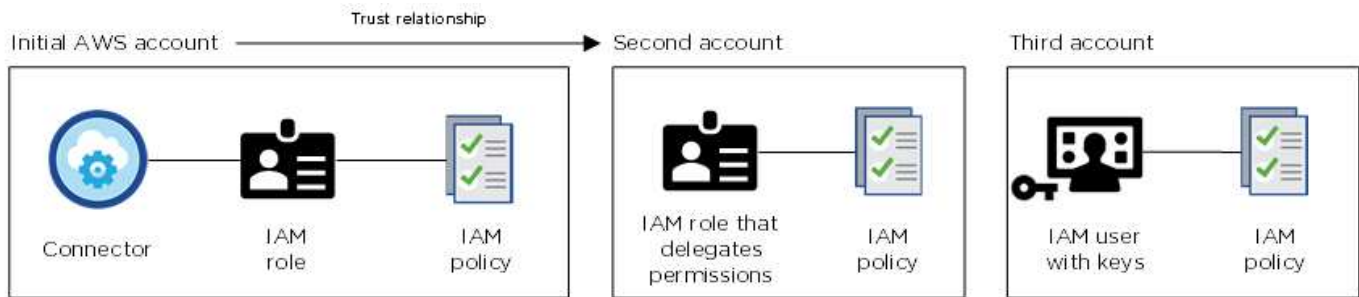 Trust relationship
Initial AWS account
Second account
Third account
Connector
IAM
role
IAM
policy
IAM role that
delegates
permissions
IAM
policy
IAM user
with keys
IAM
policy